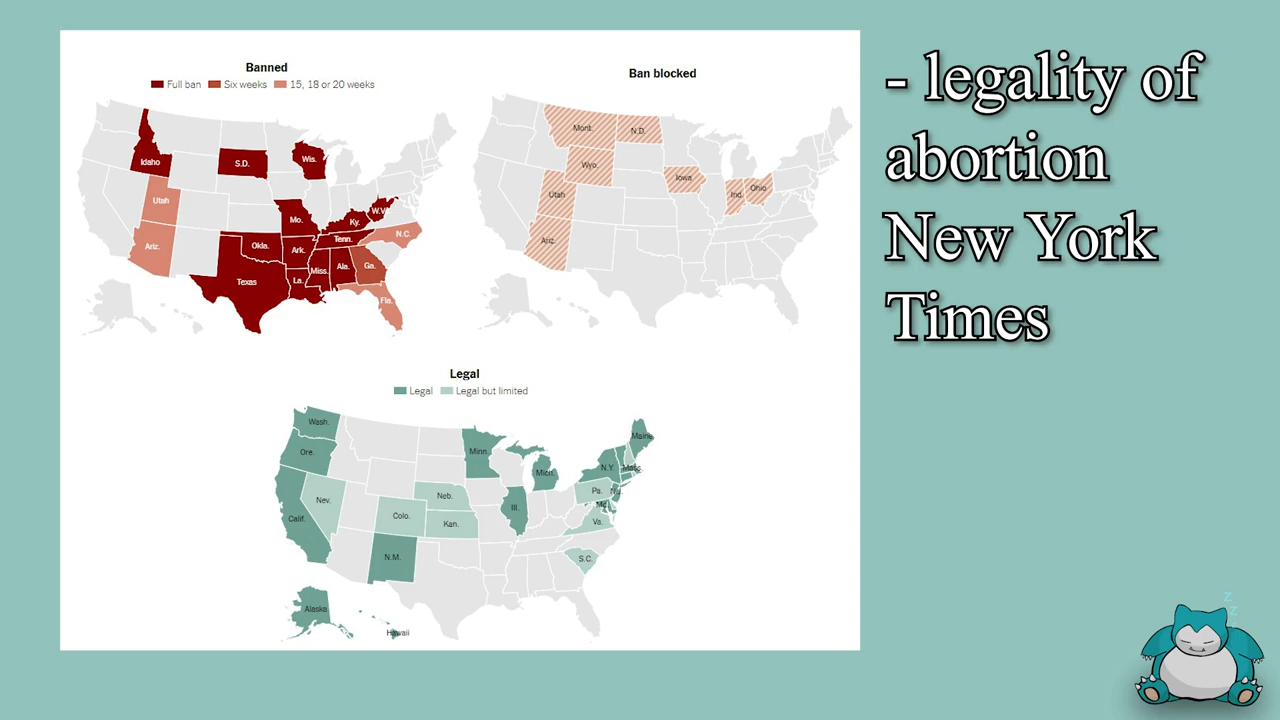 Banned
Full ban Six weeks 15, 18 or 20 weeks
Idaho
S.D.
Wis.
Utah
Mo.
Ky.
W.V.
Ariz.
Okla.
Ark.
Tenn.
N.C.
Texas
La.
Miss.
Ala.
Ga.
Fla.
Ban blocked
Mont.
N.D.
Wyo.
Utah
Iowa
Ind.
Ohio
Ariz.
Legal
Legal Legal but limited
Wash.
Ore.
Calif.
Nev.
Colo.
N.M.
Neb.
Kan.
Minn.
Ill.
Mich.
Pa.
N.Y.
Maine
Mass.
N.J.
Md.
Va.
S.C.
Alaska
Hawaii
- legality of
abortion
New York
Times
z
z